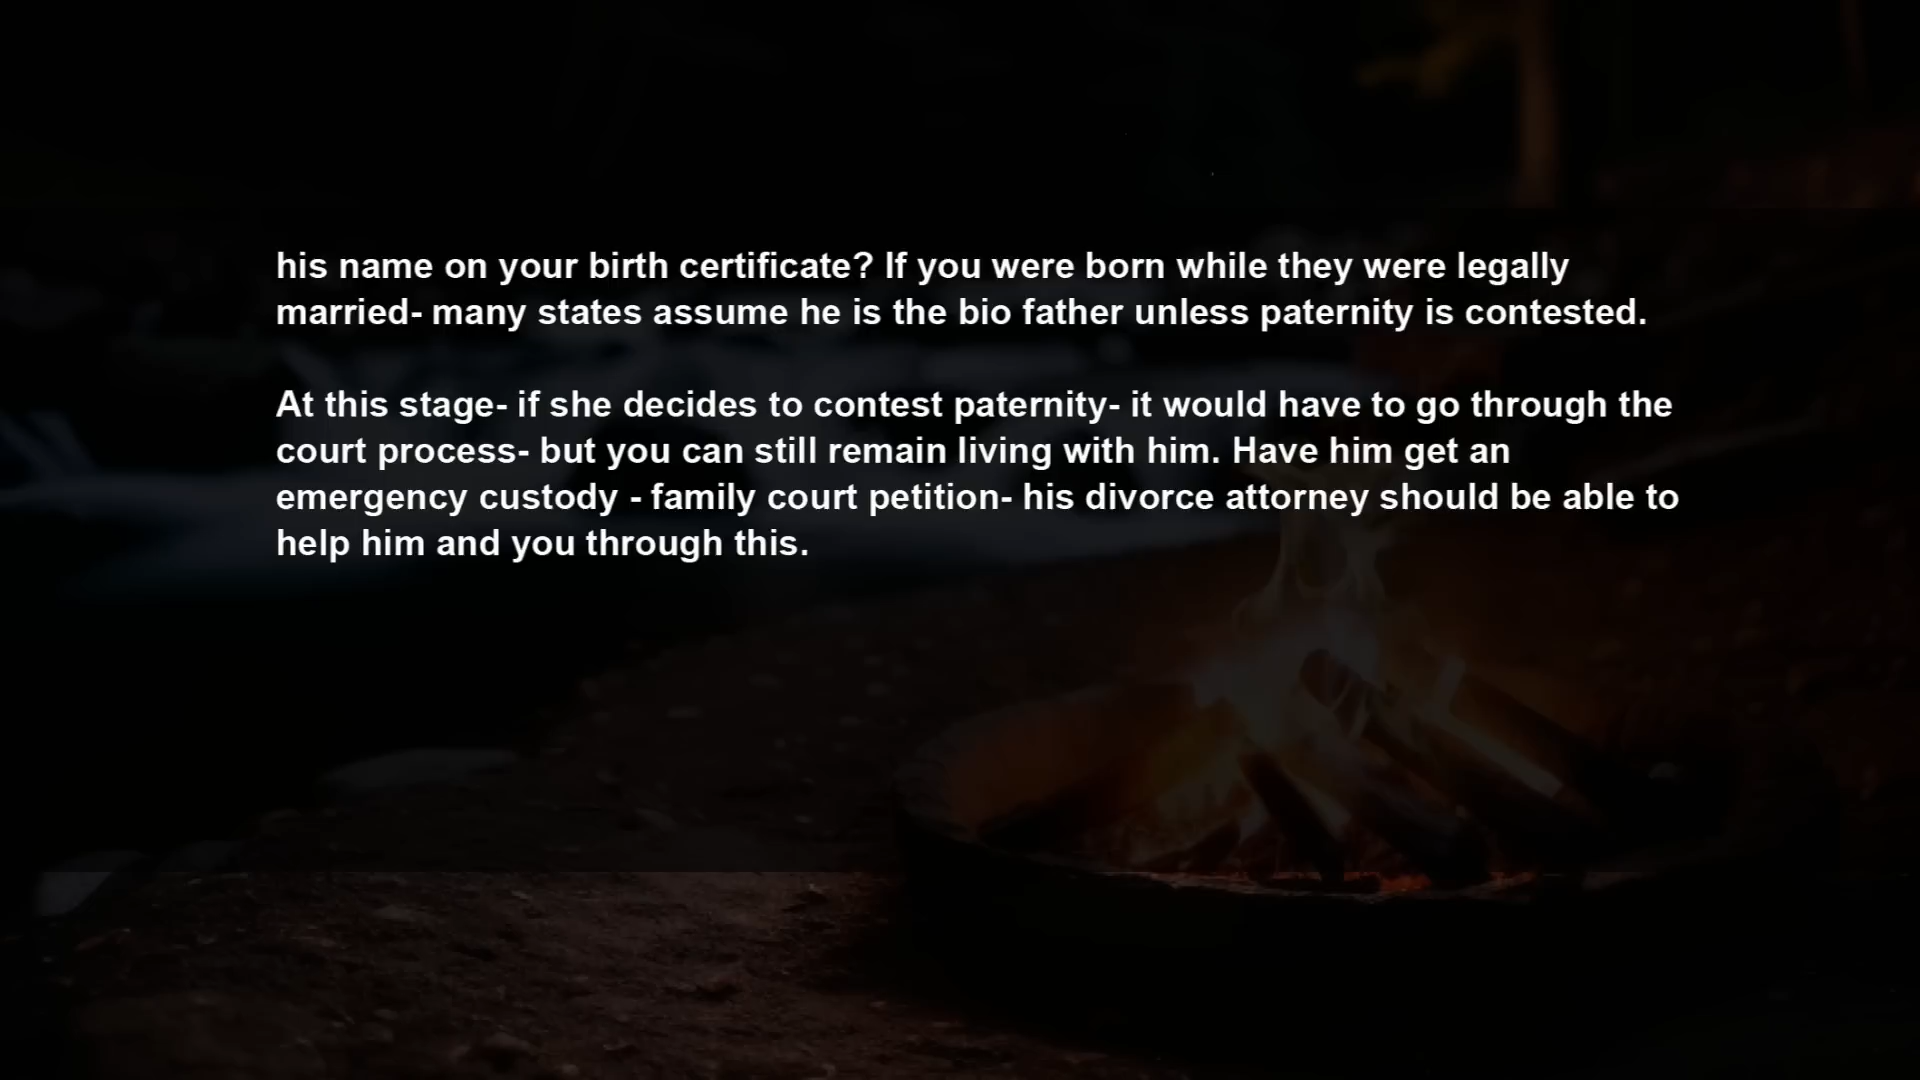 his name on your birth certificate? If you were born while they were legally
married- many states assume he is the bio father unless paternity is contested.
At this stage- if she decides to contest paternity- it would have to go through the
court process- but you can still remain living with him. Have him get an
emergency custody - family court petition- his divorce attorney should be able to
help him and you through this.